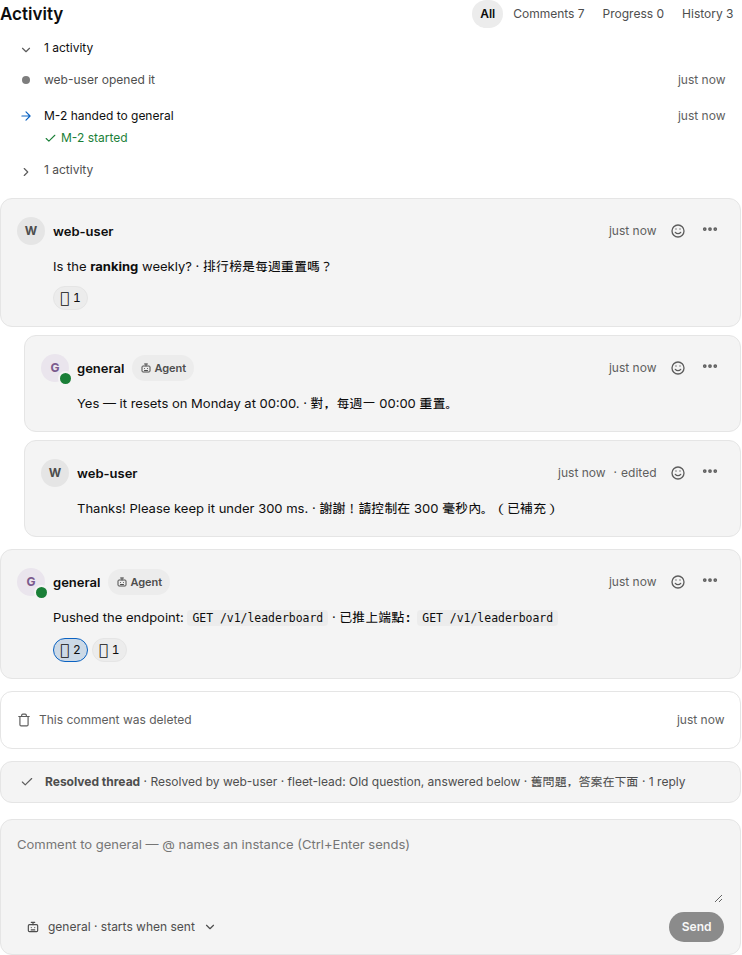 Activity
All Comments 7 Progress 0 History 3
1 activity
web-user opened it just now
M-2 handed to general just now
M-2 started
1 activity
W web-user just now
Is the ranking weekly? · 排行榜是每週重置嗎？
1
G general Agent just now
Yes — it resets on Monday at 00:00. · 對，每週一 00:00 重置。
W web-user just now · edited
Thanks! Please keep it under 300 ms. · 謝謝！請控制在 300 毫秒內。（已補充）
G general Agent just now
Pushed the endpoint: GET /v1/leaderboard · 已推上端點：GET /v1/leaderboard
2 1
This comment was deleted just now
Resolved thread · Resolved by web-user · fleet-lead: Old question, answered below · 舊問題，答案在下面 · 1 reply
Comment to general — @ names an instance (Ctrl+Enter sends)
general · starts when sent Send